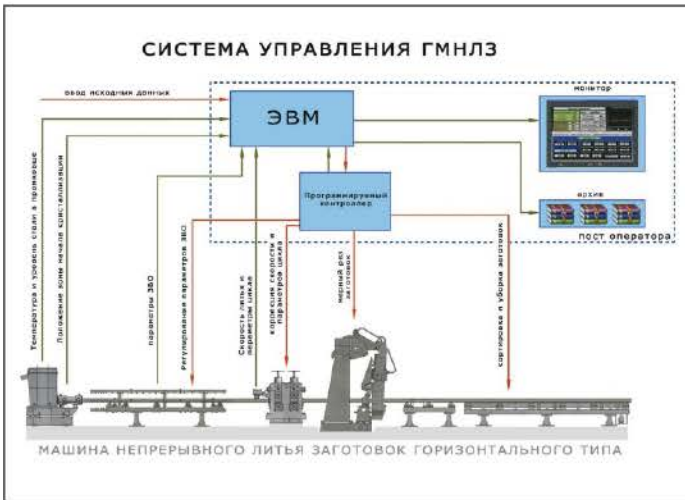 СИСТЕМА УПРАВЛЕНИЯ ГМНЛЗ
ввод исходных данных
ЭВМ
монитор
Программируемый
контроллер
архив
пост оператора
Температура и уровень стали в промковше
Положение зоны начала кристаллизации
параметры ЗВО
Регулирование параметров ЗВО
Скорость литья и
параметры цикла
коррекция скорости и
параметров цикла
мерный рез
заготовок
сортировка и уборка заготовок
МАШИНА НЕПРЕРЫВНОГО ЛИТЬЯ ЗАГОТОВОК ГОРИЗОНТАЛЬНОГО ТИПА